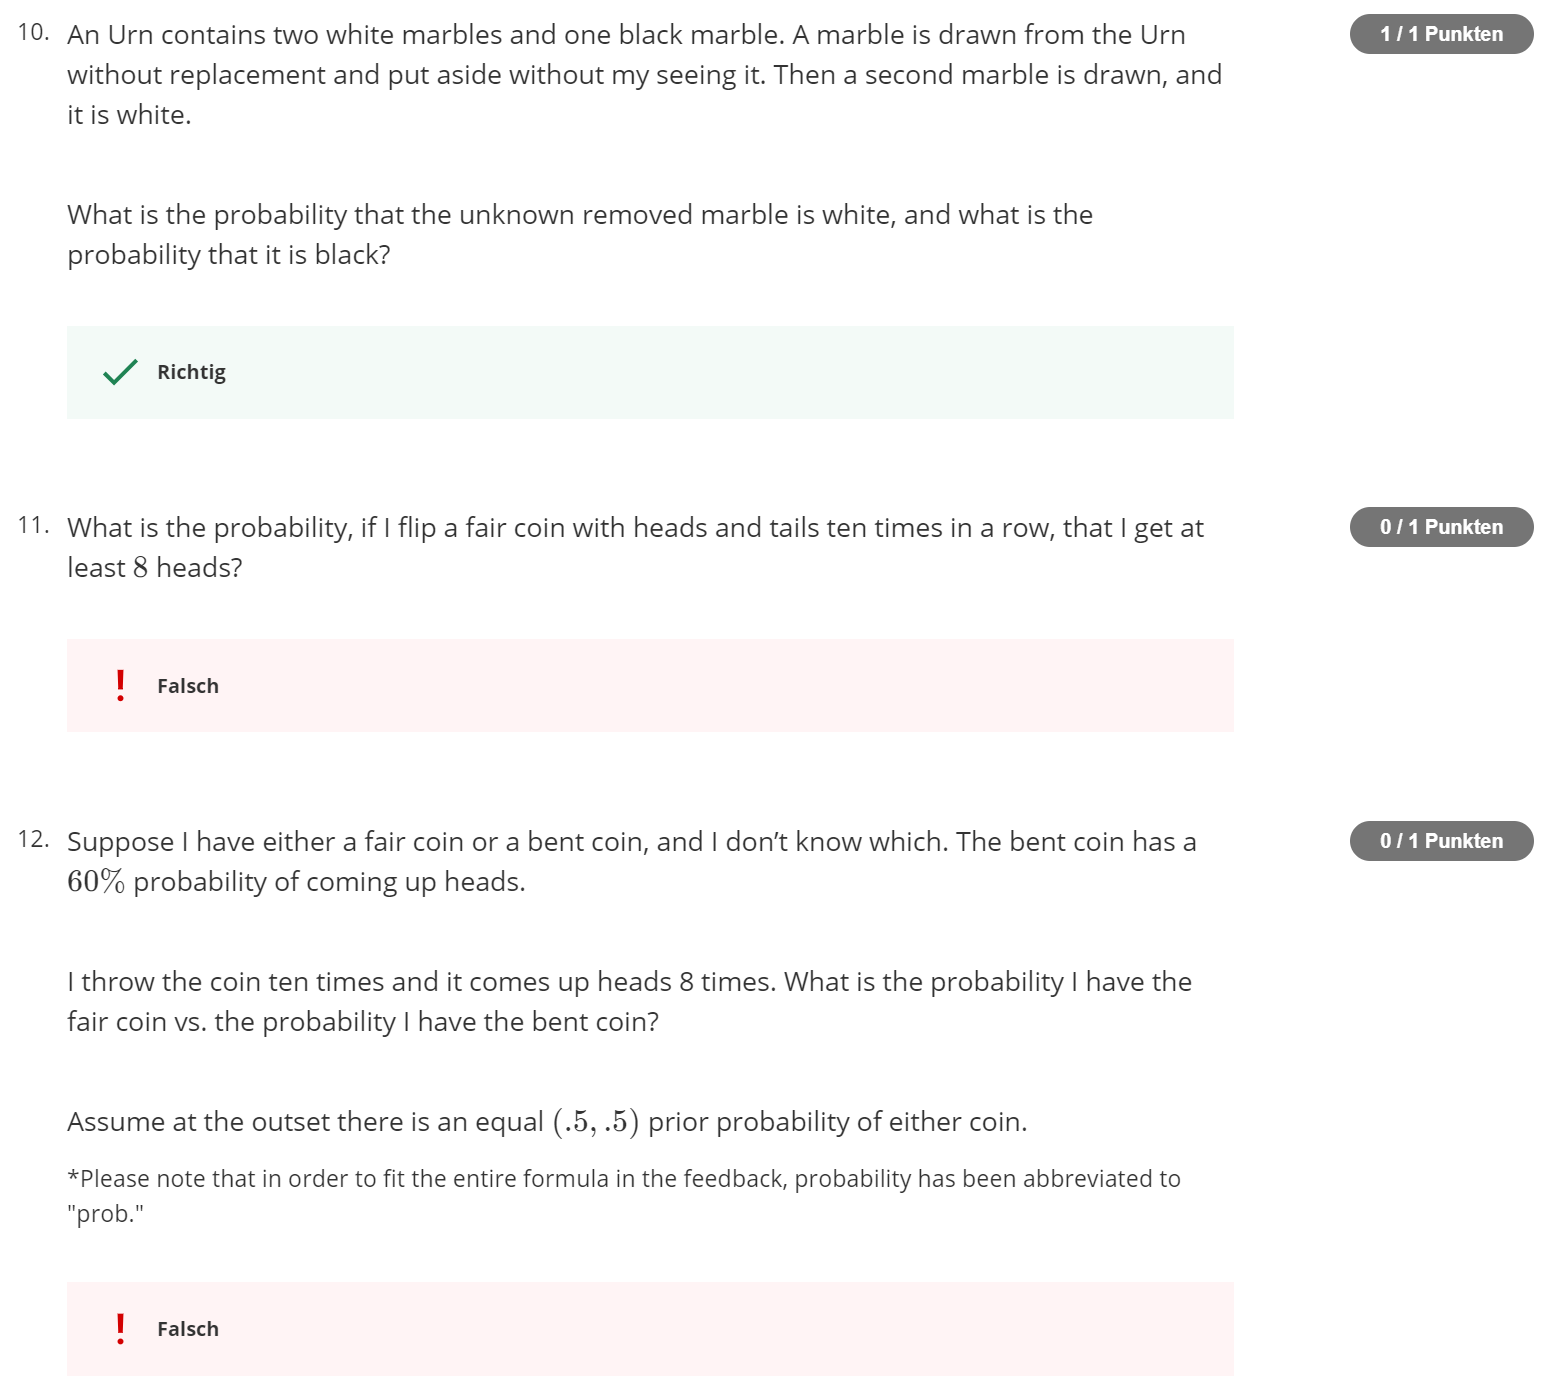 10. An Urn contains two white marbles and one black marble. A marble is drawn from the Urn 1 / 1 Punkten
without replacement and put aside without my seeing it. Then a second marble is drawn, and
it is white.
What is the probability that the unknown removed marble is white, and what is the
probability that it is black?
Richtig
11. What is the probability, if I flip a fair coin with heads and tails ten times in a row, that I get at 0 / 1 Punkten
least 8 heads?
Falsch
12. Suppose I have either a fair coin or a bent coin, and I don’t know which. The bent coin has a 0 / 1 Punkten
60% probability of coming up heads.
I throw the coin ten times and it comes up heads 8 times. What is the probability I have the
fair coin vs. the probability I have the bent coin?
Assume at the outset there is an equal (.5, .5) prior probability of either coin.
*Please note that in order to fit the entire formula in the feedback, probability has been abbreviated to
"prob."
Falsch